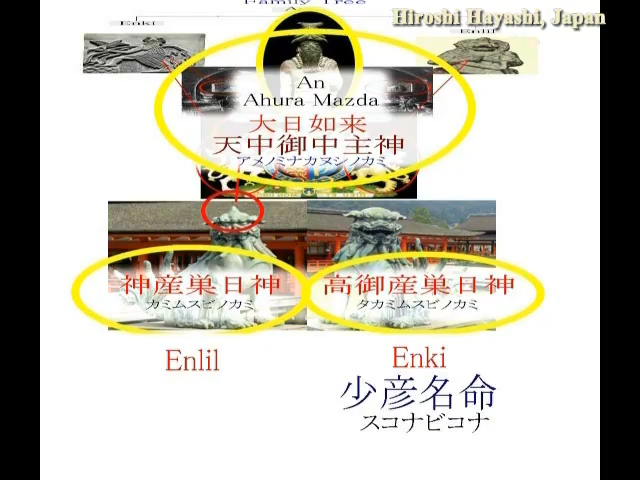 Family Tree
Hiroshi Hayashi, Japan
Enki
Enlil
An
Ahura Mazda
大日如来
天中御中主神
アメノミナカヌシノカミ
神産巣日神
カミムスビノカミ
高御産巣日神
タカミムスビノカミ
Enlil
Enki
少彦名命
スコナビコナ